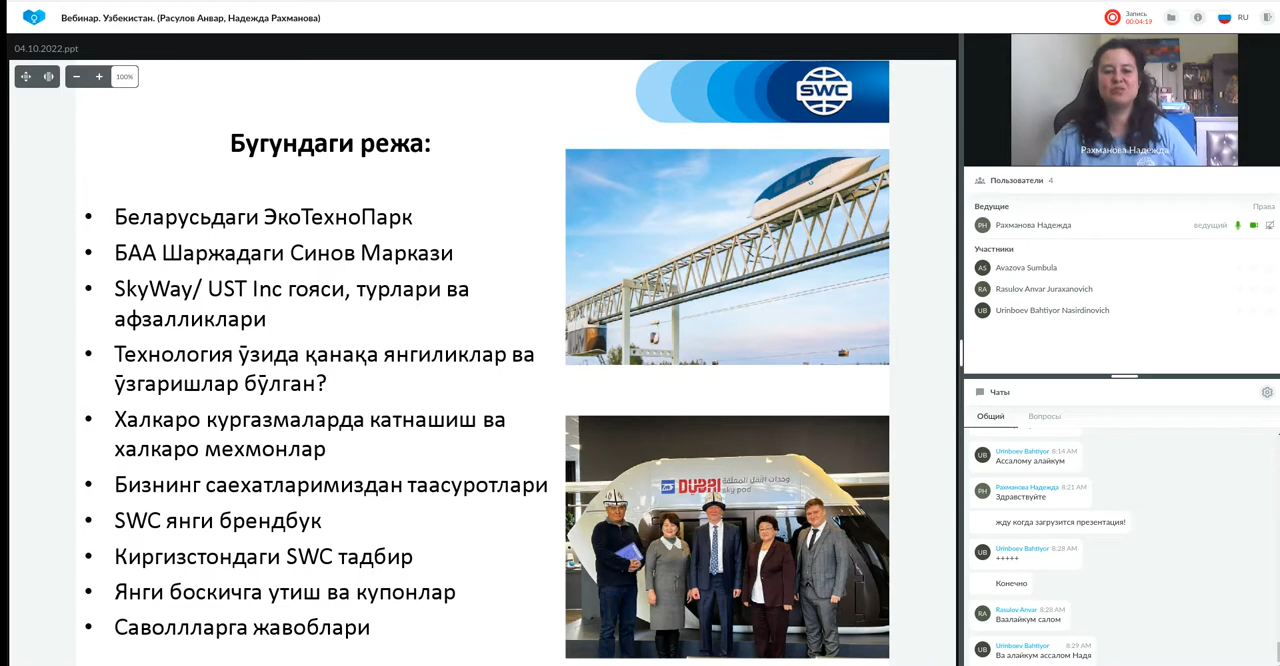 Вебинар. Узбекистан. (Расулов Анвар, Надежда Рахманова)
Запись
00:04:19
RU
04.10.2022.ppt
100%
SWC
Бугундаги режа:
• Беларусьдаги ЭкоТехноПарк
• БАА Шаржадаги Синов Маркази
• SkyWay/ UST Inc гояси, турлари ва
афзалликлари
• Технология ўзида қанақа янгиликлар ва
ўзгаришлар бўлган?
• Халкаро кургазмаларда катнашиш ва
халкаро мехмонлар
• Бизнинг саехатларимиздан таасуротлари
• SWC янги брендбук
• Киргизстондаги SWC тадбир
• Янги боскичга утиш ва купонлар
• Саволлларга жавоблари
DUBAI
sky pod
Рахманова Надежда
Пользователи 4
Ведущие
Права
РН Рахманова Надежда
ведущий
Участники
AS Avazova Sumbula
RA Rasulov Anvar Juraxanovich
UB Urinboev Bahtiyor Nasirdinovich
Чаты
Общий
Вопросы
UB Urinboev Bahtiyor 8:14 AM
Ассалому алайкум
РН Рахманова Надежда 8:21 AM
Здравствуйте
жду когда загрузится презентация!
UB Urinboev Bahtiyor 8:28 AM
+++++
Конечно
RA Rasulov Anvar 8:28 AM
Ваалайкум салом
UB Urinboev Bahtiyor 8:29 AM
Ва алайкум ассалом Надя